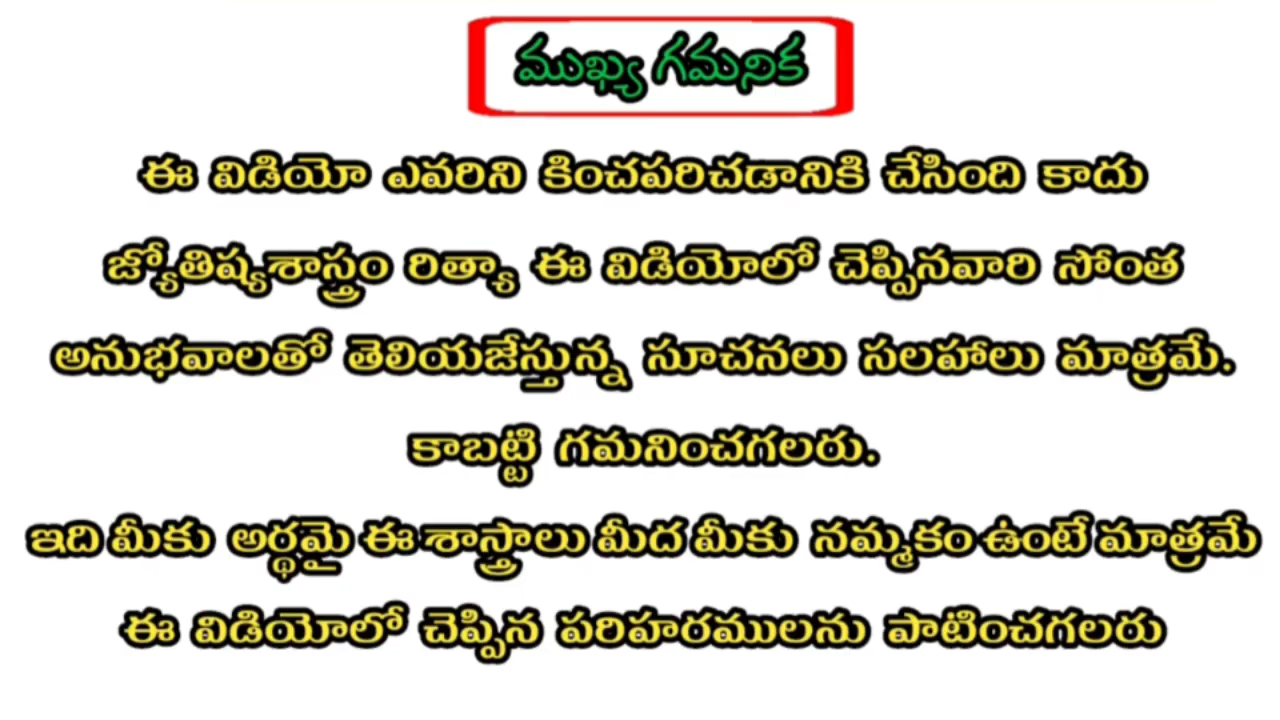 ముఖ్య గమనిక
ఈ విడియో ఎవరిని కించపరిచడానికి చేసింది కాదు
జ్యోతిష్యశాస్త్రం రిత్యా ఈ విడియోలో చెప్పినవారి సోంత
అనుభవాలతో తెలియజేస్తున్న సూచనలు సలహాలు మాత్రమే.
కాబట్టి గమనించగలరు.
ఇది మీకు అర్థమై ఈ శాస్త్రాలు మీద మీకు నమ్మకం ఉంటే మాత్రమే
ఈ విడియోలో చెప్పిన పరిహరములను పాటించగలరు